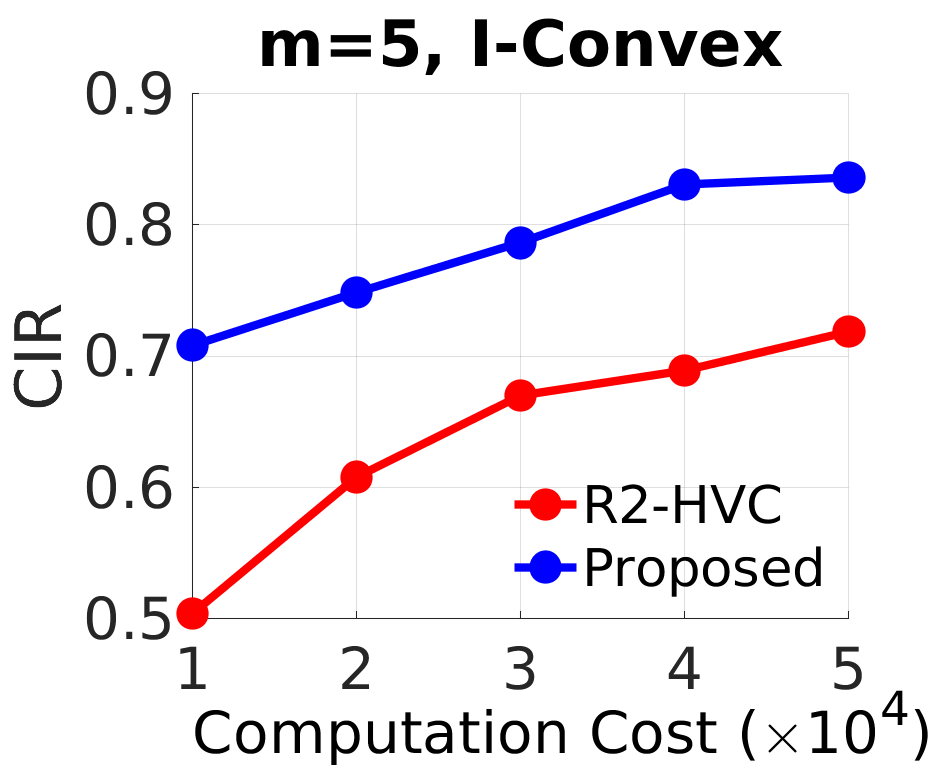 m=5, I-Convex
0.9
0.8
0.7
0.6
0.5
CIR
R2-HVC
Proposed
1 2 3 4 5
Computation Cost (×10⁴)